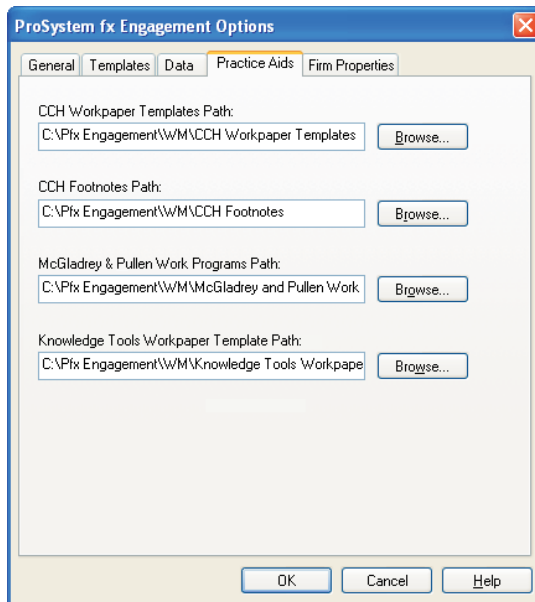 ProSystem fx Engagement Options
General Templates Data Practice Aids Firm Properties
CCH Workpaper Templates Path:
C:\Pfx Engagement\WM\CCH Workpaper Templates Browse...
CCH Footnotes Path:
C:\Pfx Engagement\WM\CCH Footnotes Browse...
McGladrey & Pullen Work Programs Path:
C:\Pfx Engagement\WM\McGladrey and Pullen Work Browse...
Knowledge Tools Workpaper Template Path:
C:\Pfx Engagement\WM\Knowledge Tools Workpape Browse...
OK Cancel Help